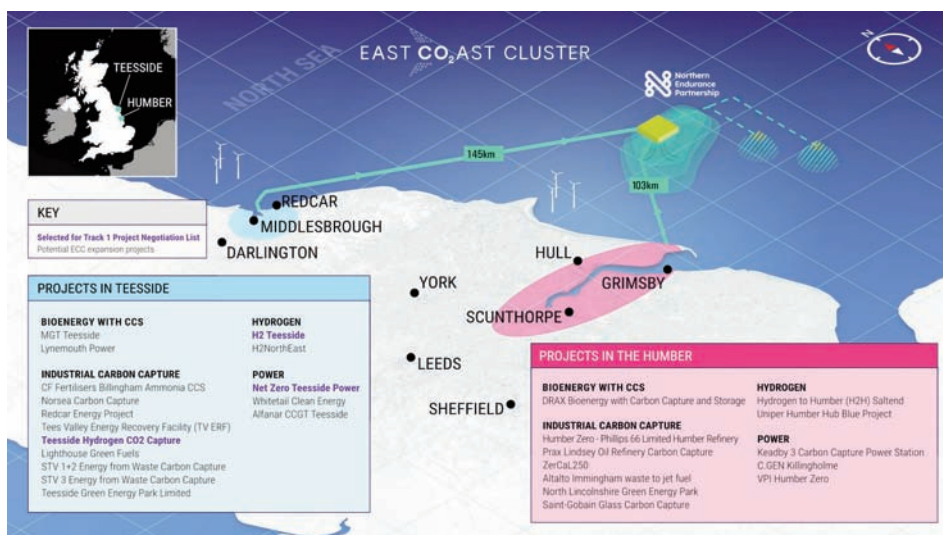 EAST CO₂AST CLUSTER
N
TEESSIDE
HUMBER
NORTH SEA
Northern
Endurance
Partnership
145km
103km
REDCAR
MIDDLESBROUGH
DARLINGTON
HULL
GRIMSBY
YORK
SCUNTHORPE
LEEDS
SHEFFIELD
KEY
Selected for Track 1 Project Negotiation List
Potential ECC expansion projects
PROJECTS IN TEESSIDE
BIOENERGY WITH CCS
MGT Teesside
Lynemouth Power
INDUSTRIAL CARBON CAPTURE
CF Fertilisers Billingham Ammonia CCS
Norsea Carbon Capture
Redcar Energy Project
Tees Valley Energy Recovery Facility (TV ERF)
Teesside Hydrogen CO2 Capture
Lighthouse Green Fuels
STV 1+2 Energy from Waste Carbon Capture
STV 3 Energy from Waste Carbon Capture
Teesside Green Energy Park Limited
HYDROGEN
H2 Teesside
H2NorthEast
POWER
Net Zero Teesside Power
Whitetail Clean Energy
Alfanar CCGT Teesside
PROJECTS IN THE HUMBER
BIOENERGY WITH CCS
DRAX Bioenergy with Carbon Capture and Storage
INDUSTRIAL CARBON CAPTURE
Humber Zero - Phillips 66 Limited Humber Refinery
Prax Lindsey Oil Refinery Carbon Capture
ZerCaL250
Altalto Immingham waste to jet fuel
North Lincolnshire Green Energy Park
Saint-Gobain Glass Carbon Capture
HYDROGEN
Hydrogen to Humber (H2H) Saltend
Uniper Humber Hub Blue Project
POWER
Keadby 3 Carbon Capture Power Station
C.GEN Killingholme
VPI Humber Zero